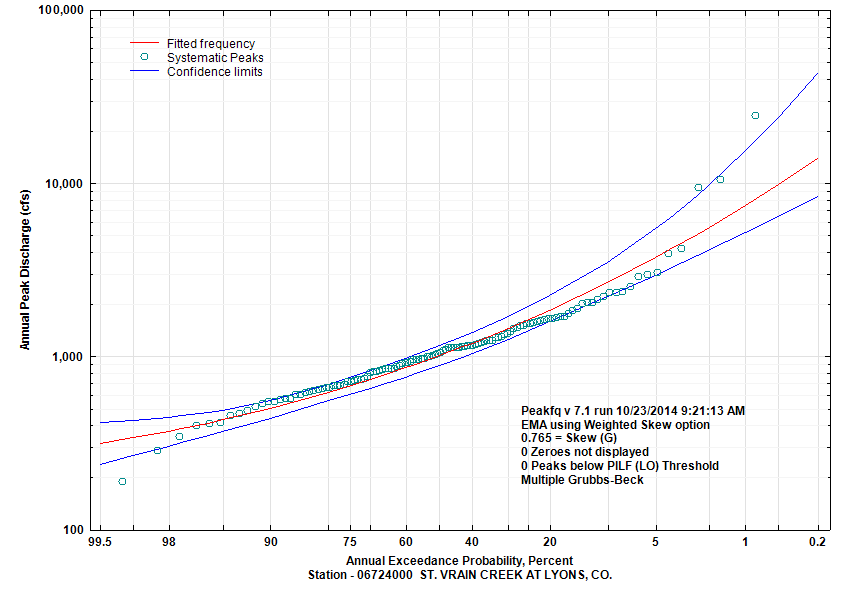 100,000
10,000
1,000
100
Annual Peak Discharge (cfs)
Fitted frequency
Systematic Peaks
Confidence limits
Peakfq v 7.1 run 10/23/2014 9:21:13 AM
EMA using Weighted Skew option
0.765 = Skew (G)
0 Zeroes not displayed
0 Peaks below PILF (LO) Threshold
Multiple Grubbs-Beck
99.5 98 90 75 60 40 20 5 1 0.2
Annual Exceedance Probability, Percent
Station - 06724000 ST. VRAIN CREEK AT LYONS, CO.